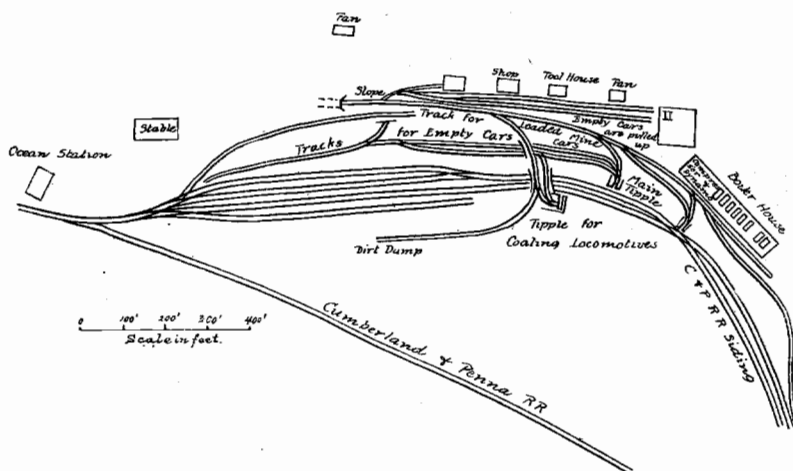 Fan
Slope
Shop
Tool House
Fan
Stable
Track for
Loaded Mine
cars
Empty Cars
are pulled
up
II
Tracks
for Empty Cars
Ocean Station
Main
Tipple
Boiler House
Dynamo
Tipple for
Coaling Locomotives
Dirt Dump
C & P RR Siding
0 100' 200' 300' 400'
Scale in feet.
Cumberland & Penna RR